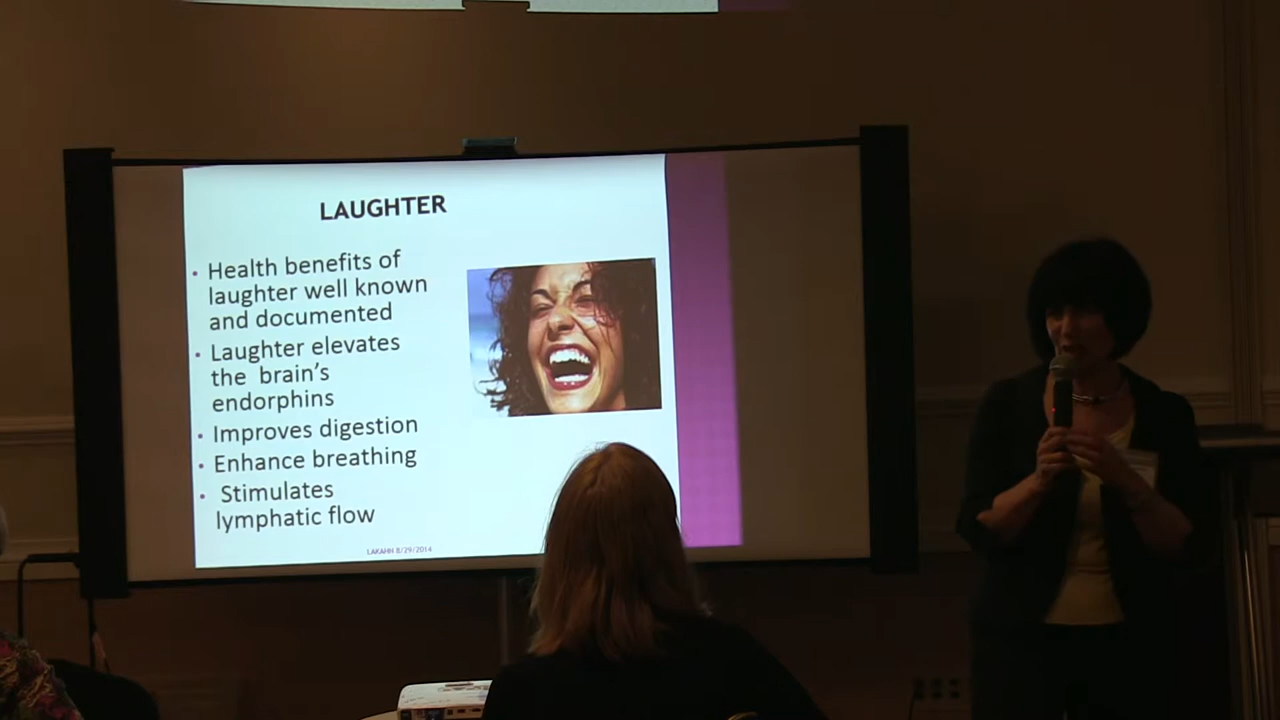 LAUGHTER
• Health benefits of
laughter well known
and documented
• Laughter elevates
the brain's
endorphins
• Improves digestion
• Enhance breathing
• Stimulates
lymphatic flow
LAKAHN 8/29/2014